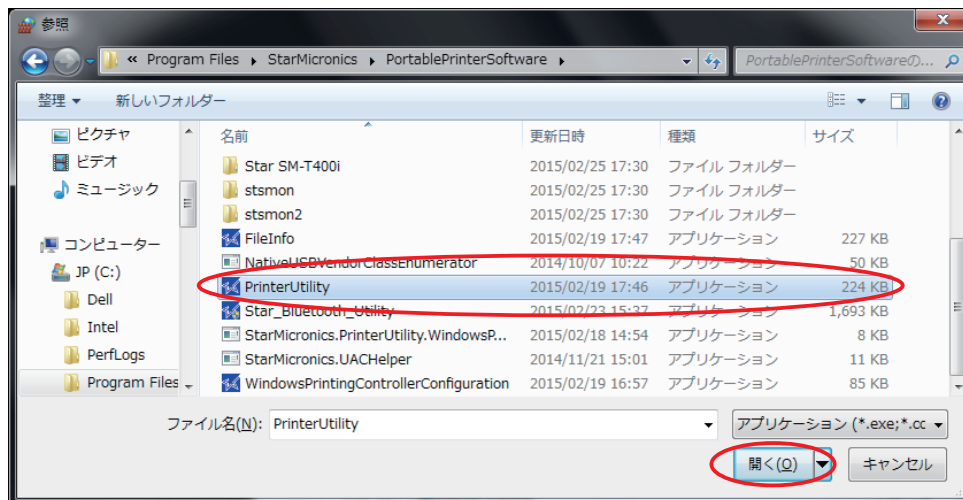 参照
« Program Files ▸ StarMicronics ▸ PortablePrinterSoftware ▸
PortablePrinterSoftwareの...
整理 ▼ 新しいフォルダー
ピクチャ
ビデオ
ミュージック
コンピューター
JP (C:)
Dell
Intel
PerfLogs
Program Files
名前 更新日時 種類 サイズ
Star SM-T400i 2015/02/25 17:30 ファイル フォルダー
stsmon 2015/02/25 17:30 ファイル フォルダー
stsmon2 2015/02/25 17:30 ファイル フォルダー
FileInfo 2015/02/19 17:47 アプリケーション 227 KB
NativeUSBVendorClassEnumerator 2014/10/07 10:22 アプリケーション 50 KB
PrinterUtility 2015/02/19 17:46 アプリケーション 224 KB
Star_Bluetooth_Utility 2015/02/23 15:37 アプリケーション 1,693 KB
StarMicronics.PrinterUtility.WindowsP... 2015/02/18 14:54 アプリケーション 8 KB
StarMicronics.UACHelper 2014/11/21 15:01 アプリケーション 11 KB
WindowsPrintingControllerConfiguration 2015/02/19 16:57 アプリケーション 85 KB
ファイル名(N): PrinterUtility
アプリケーション (*.exe;*.cc
開く(O) キャンセル